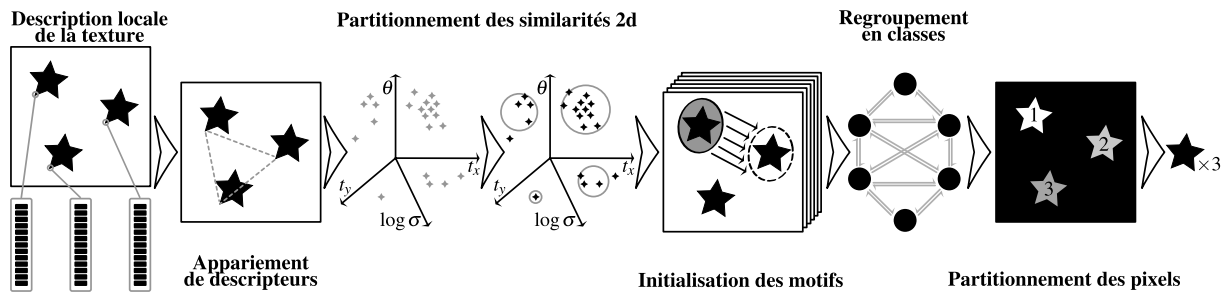 Description locale
de la texture
Partitionnement des similarités 2d
Regroupement
en classes
θ
t_x
t_y
log σ
θ
t_x
t_y
log σ
1
2
3
×3
Appariement
de descripteurs
Initialisation des motifs
Partitionnement des pixels